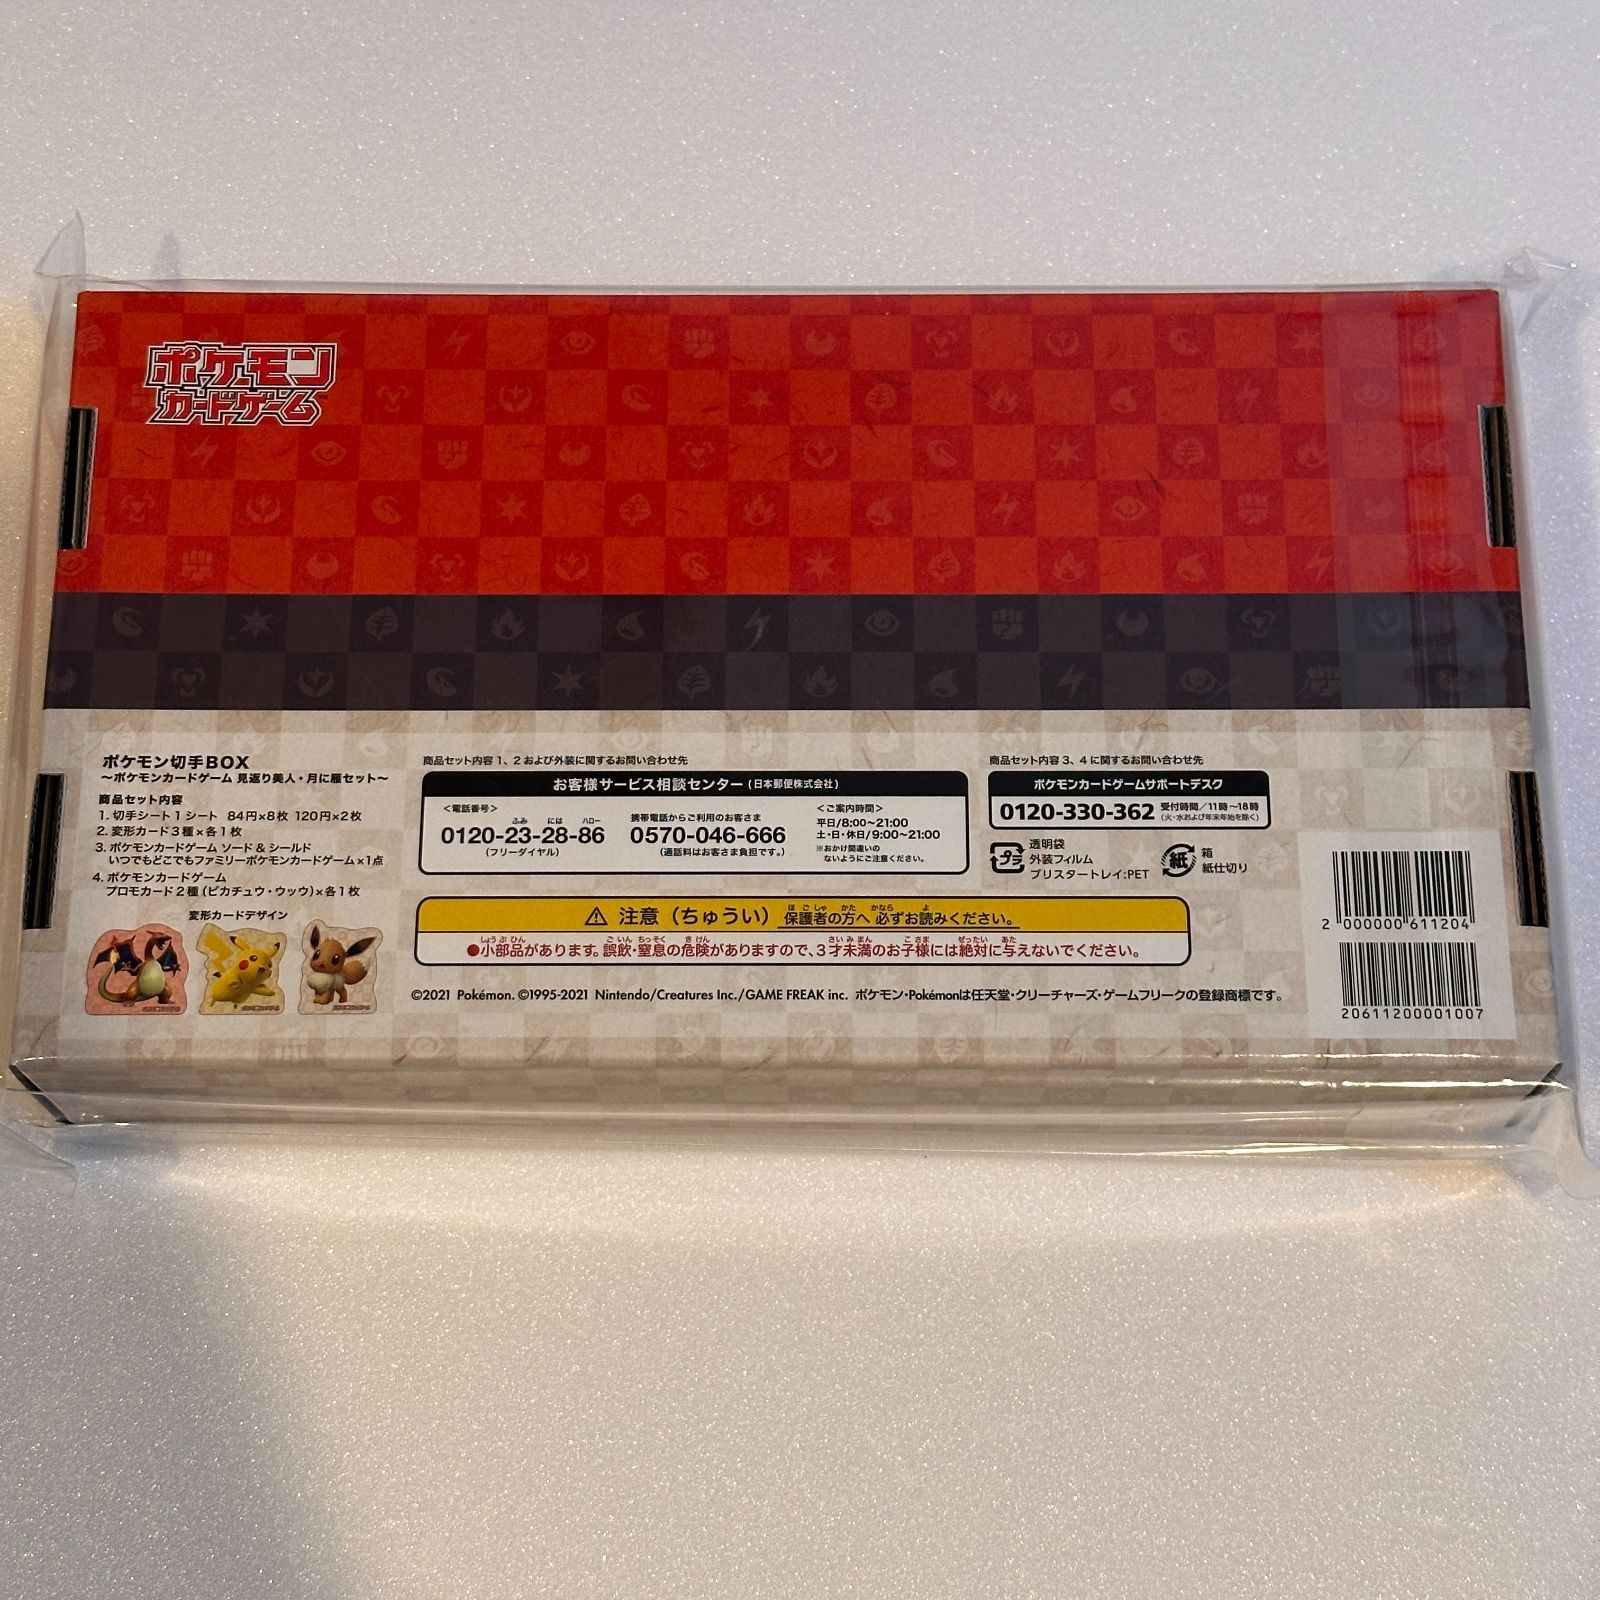 ポケモン
カードゲーム
ポケモン切手BOX
～ポケモンカードゲーム 見返り美人・月に雁セット～
商品セット内容
1. 切手シート1シート 84円×8枚 120円×2枚
2. 変形カード3種×各1枚
3. ポケモンカードゲーム ソード&シールド
いつでもどこでもファミリーポケモンカードゲーム×1点
4. ポケモンカードゲーム
プロモカード2種(ピカチュウ・ウッウ)×各1枚
変形カードデザイン
商品セット内容1、2および外装に関するお問い合わせ先
お客様サービス相談センター(日本郵便株式会社)
<電話番号>
ふみ には ハロー
0120-23-28-86
(フリーダイヤル)
携帯電話からご利用のお客さま
0570-046-666
(通話料はお客さま負担です。)
<ご案内時間>
平日/8:00~21:00
土・日・休日/9:00~21:00
※おかけ間違いの
ないようにご注意ください。
商品セット内容3、4に関するお問い合わせ先
ポケモンカードゲームサポートデスク
0120-330-362 受付時間/11時~18時
(火・水および年末年始を除く)
プラ
透明袋
外装フィルム
ブリスタートレイ:PET
紙
箱
紙仕切り
⚠ 注意(ちゅうい) 保護者の方へ 必ずお読みください。
●小部品があります。誤飲・窒息の危険がありますので、3才未満のお子様には絶対に与えないでください。
©2021 Pokémon. ©1995-2021 Nintendo/Creatures Inc./GAME FREAK inc. ポケモン・Pokémonは任天堂・クリーチャーズ・ゲームフリークの登録商標です。
2 000000 611204
20611200001007